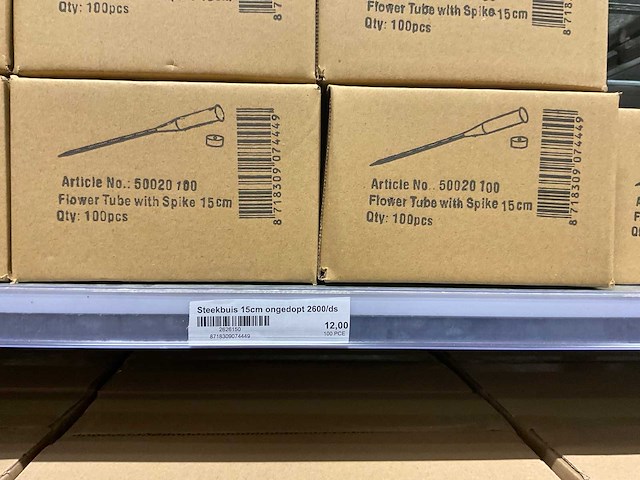 Qty: 100pcs
Flower Tube with Spike 15cm
Qty: 100pcs
8 718309 074449
Article No.: 50020 100
Flower Tube with Spike 15cm
Qty: 100pcs
8 718309 074449
Article No.: 50020 100
Flower Tube with Spike 15cm
Qty: 100pcs
Steekbuis 15cm ongedopt 2600/ds
2626150
8718309074449
12,00
100 PCE